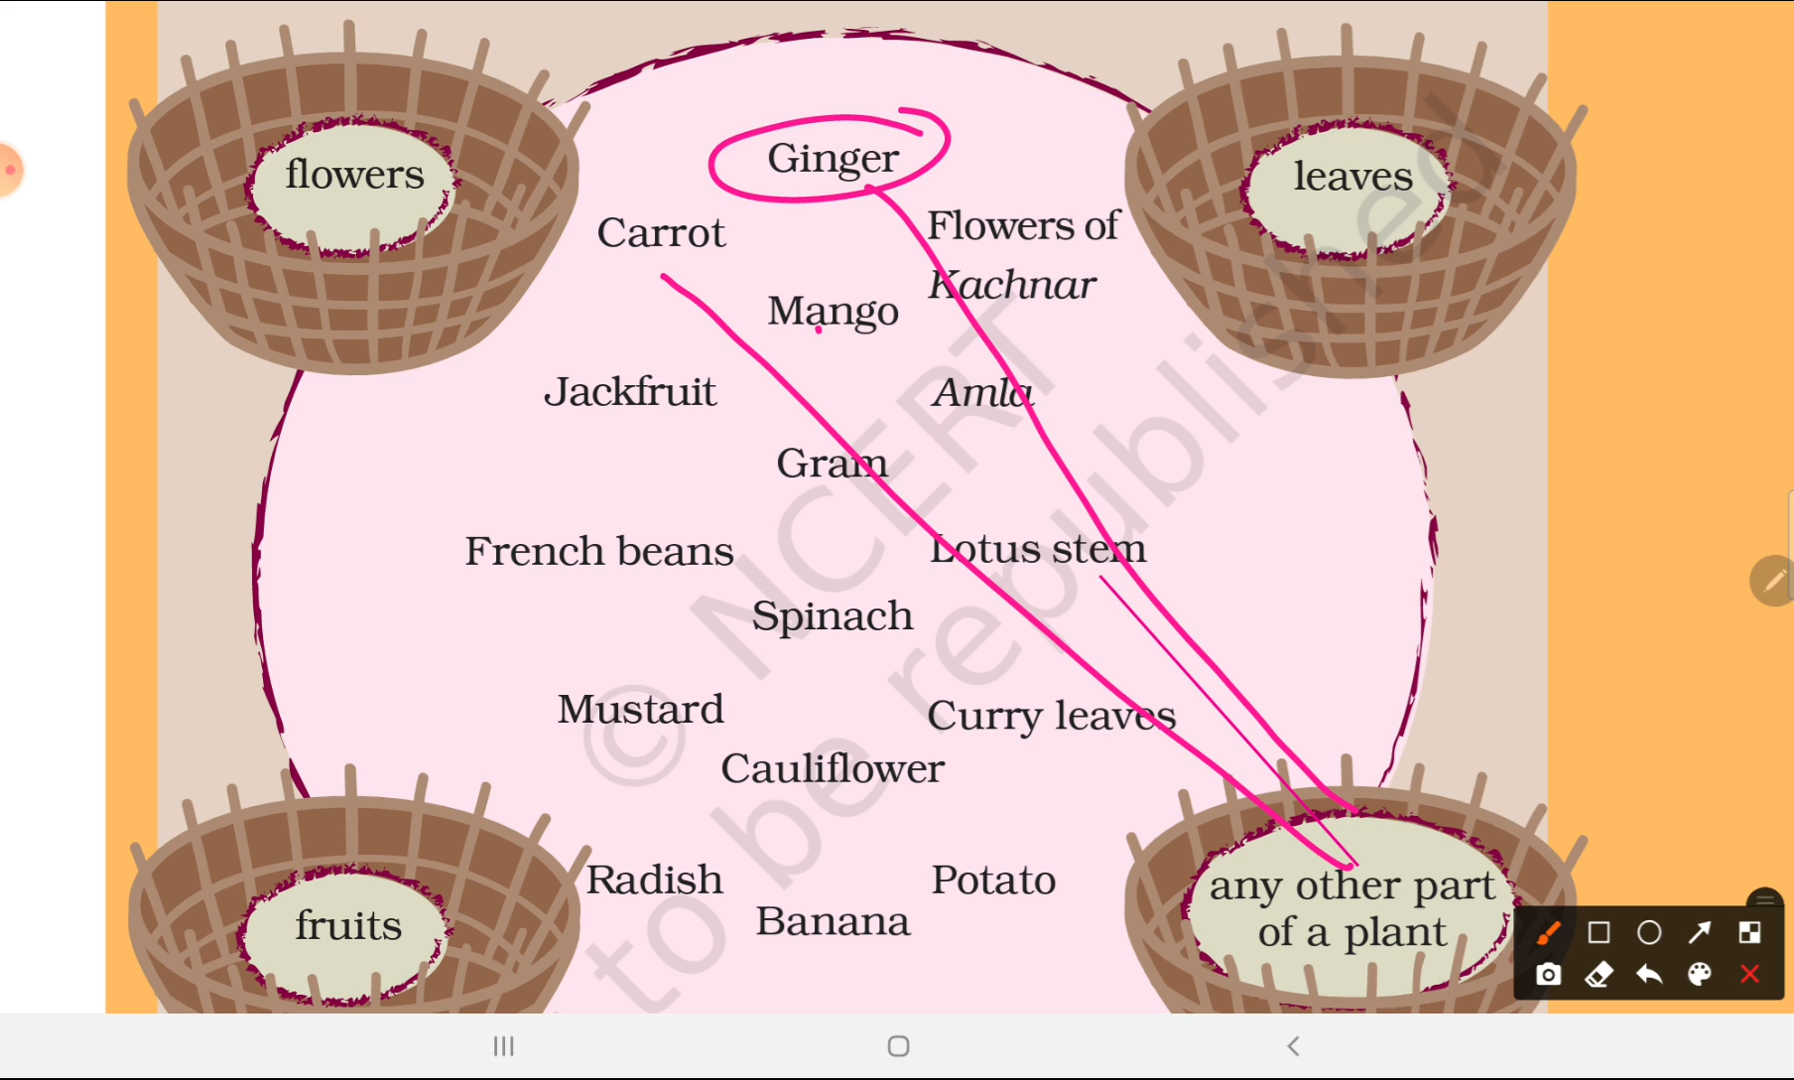 flowers
leaves
Ginger
Carrot
Flowers of
Kachnar
Mango
Jackfruit
Amla
Gram
French beans
Lotus stem
Spinach
Mustard
Curry leaves
Cauliflower
Radish
Potato
Banana
fruits
any other part
of a plant
© NCERT
to be republished